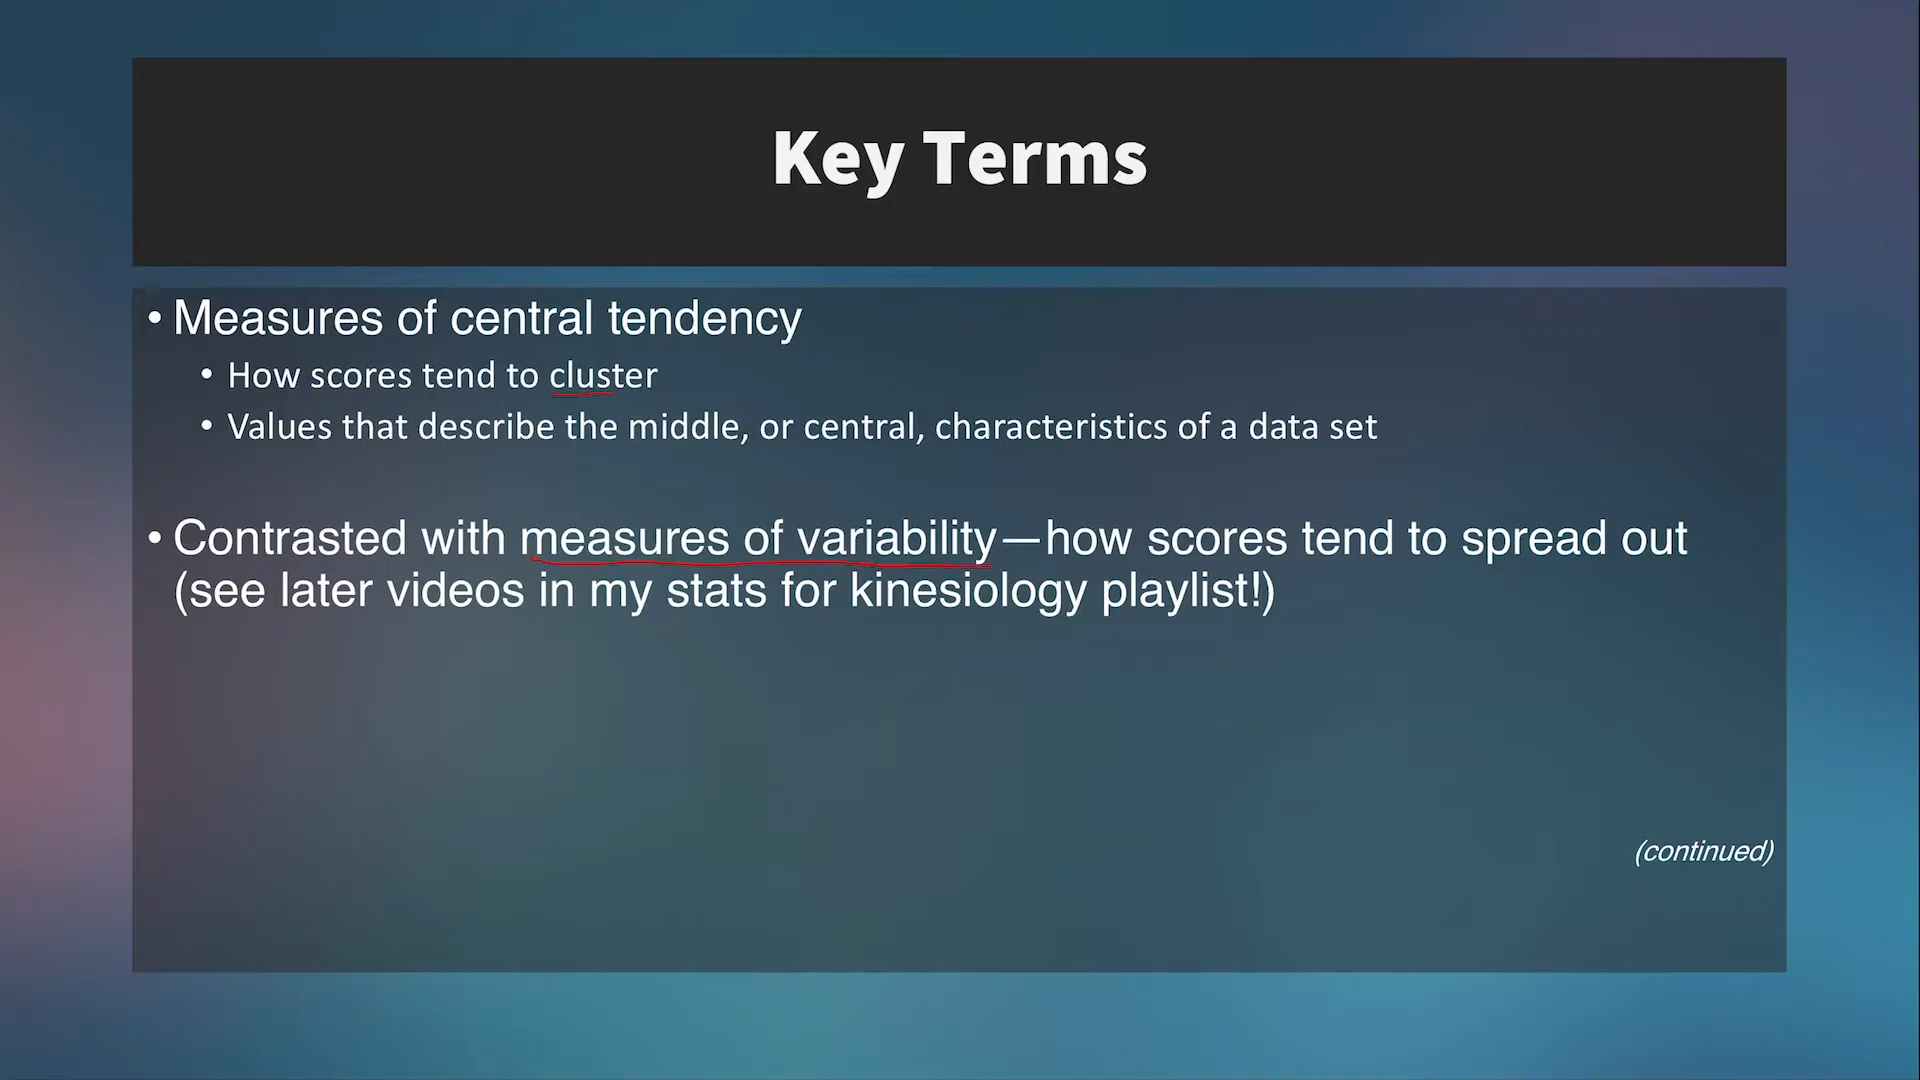 Key Terms
• Measures of central tendency
• How scores tend to cluster
• Values that describe the middle, or central, characteristics of a data set
• Contrasted with measures of variability—how scores tend to spread out
(see later videos in my stats for kinesiology playlist!)
(continued)